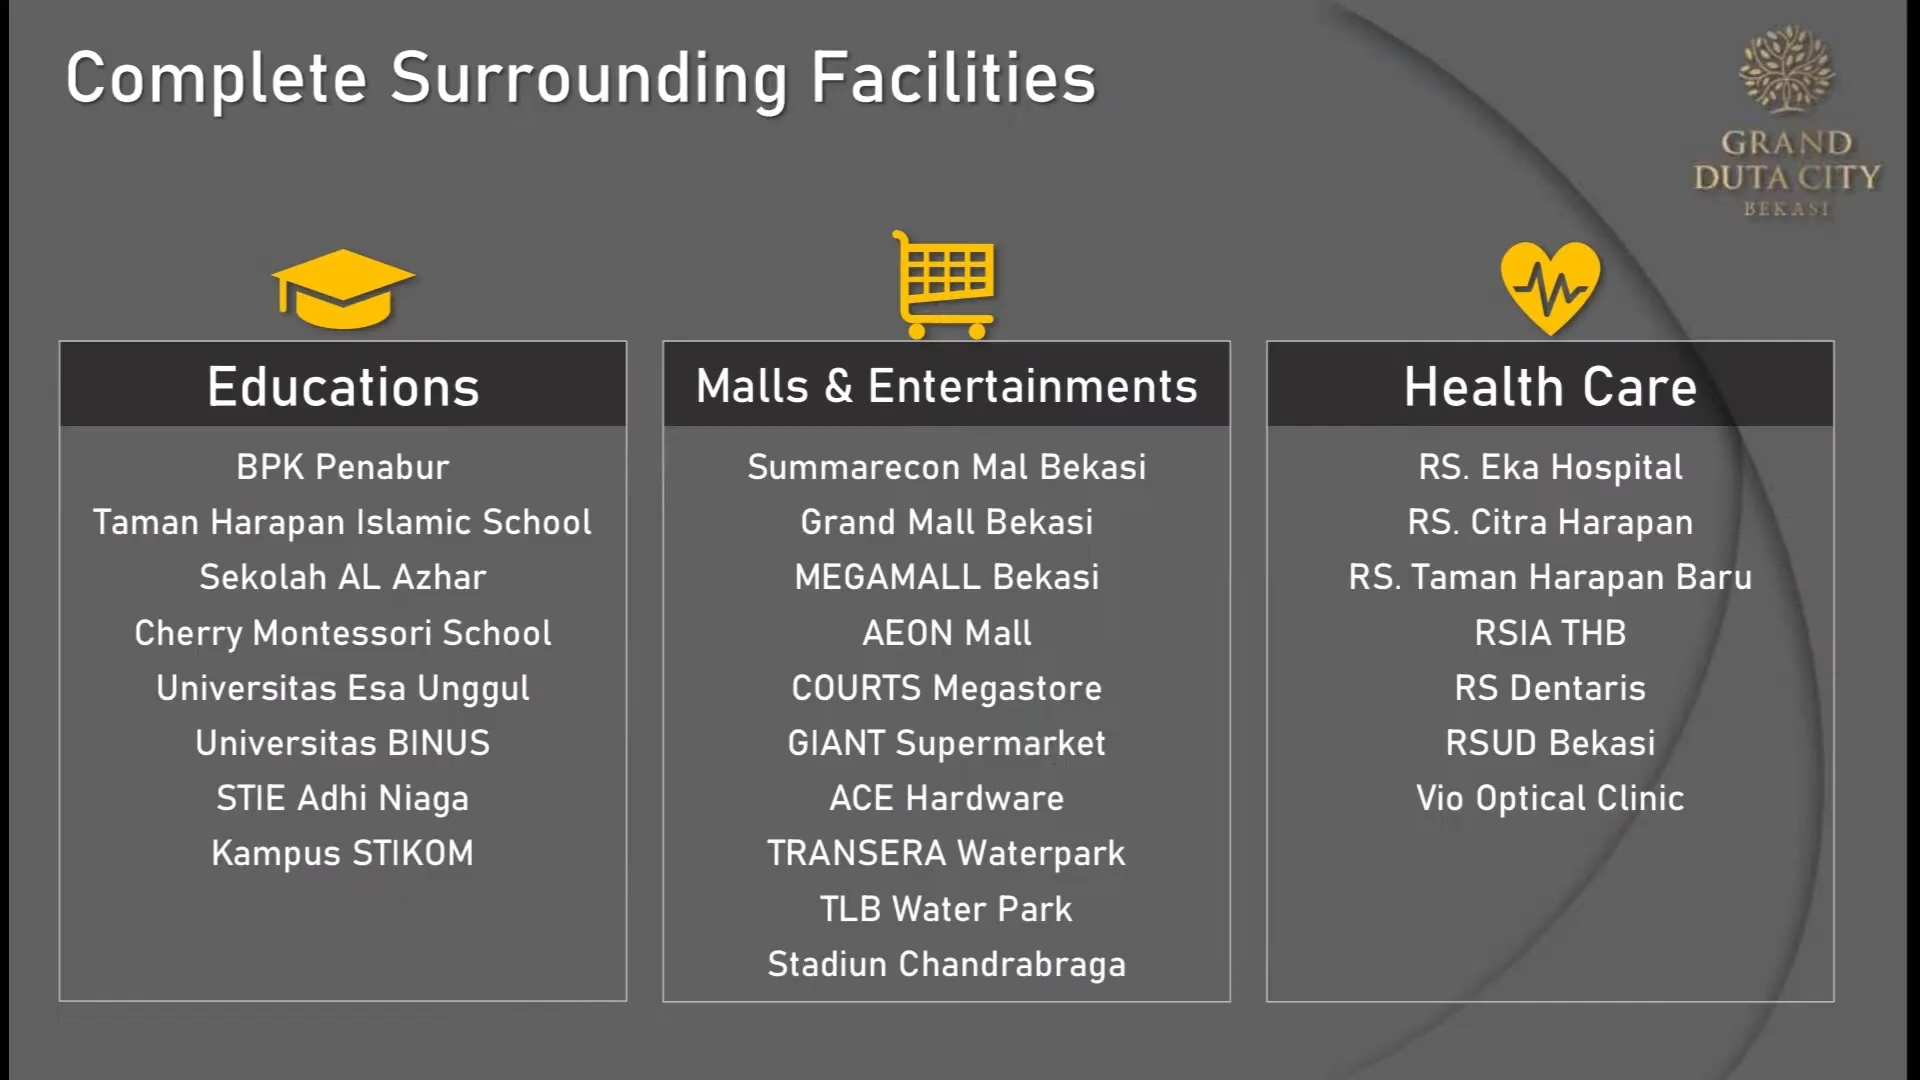 Complete Surrounding Facilities
GRAND
DUTA CITY
BEKASI
Educations
BPK Penabur
Taman Harapan Islamic School
Sekolah AL Azhar
Cherry Montessori School
Universitas Esa Unggul
Universitas BINUS
STIE Adhi Niaga
Kampus STIKOM
Malls & Entertainments
Summarecon Mal Bekasi
Grand Mall Bekasi
MEGAMALL Bekasi
AEON Mall
COURTS Megastore
GIANT Supermarket
ACE Hardware
TRANSERA Waterpark
TLB Water Park
Stadiun Chandrabraga
Health Care
RS. Eka Hospital
RS. Citra Harapan
RS. Taman Harapan Baru
RSIA THB
RS Dentaris
RSUD Bekasi
Vio Optical Clinic